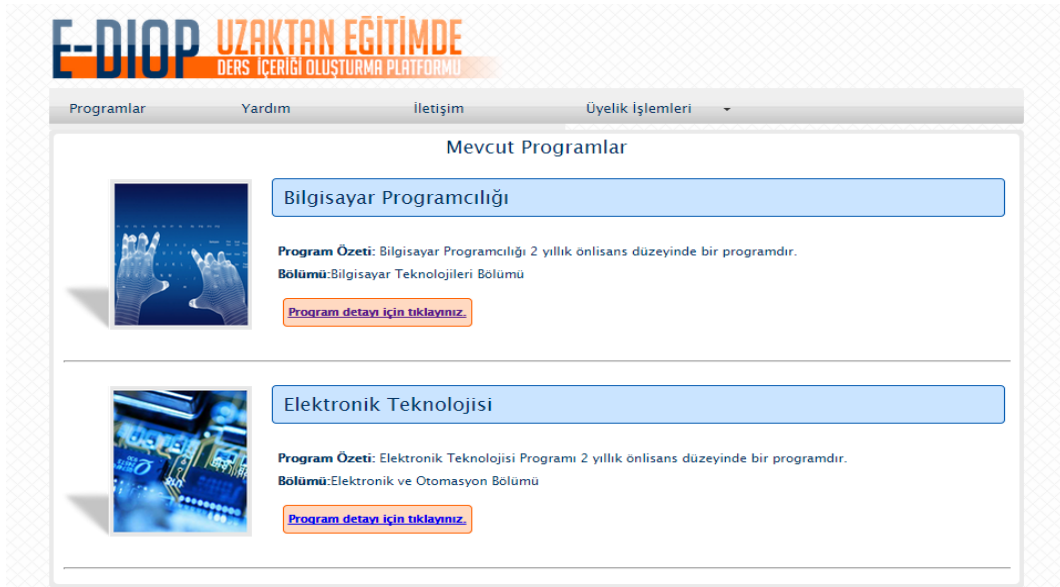 E-DIOP UZAKTAN EĞİTİMDE
DERS İÇERİĞİ OLUŞTURMA PLATFORMU
Programlar Yardım İletişim Üyelik İşlemleri
Mevcut Programlar
Bilgisayar Programcılığı
Program Özeti: Bilgisayar Programcılığı 2 yıllık önlisans düzeyinde bir programdır.
Bölümü:Bilgisayar Teknolojileri Bölümü
Program detayı için tıklayınız.
Elektronik Teknolojisi
Program Özeti: Elektronik Teknolojisi Programı 2 yıllık önlisans düzeyinde bir programdır.
Bölümü:Elektronik ve Otomasyon Bölümü
Program detayı için tıklayınız.